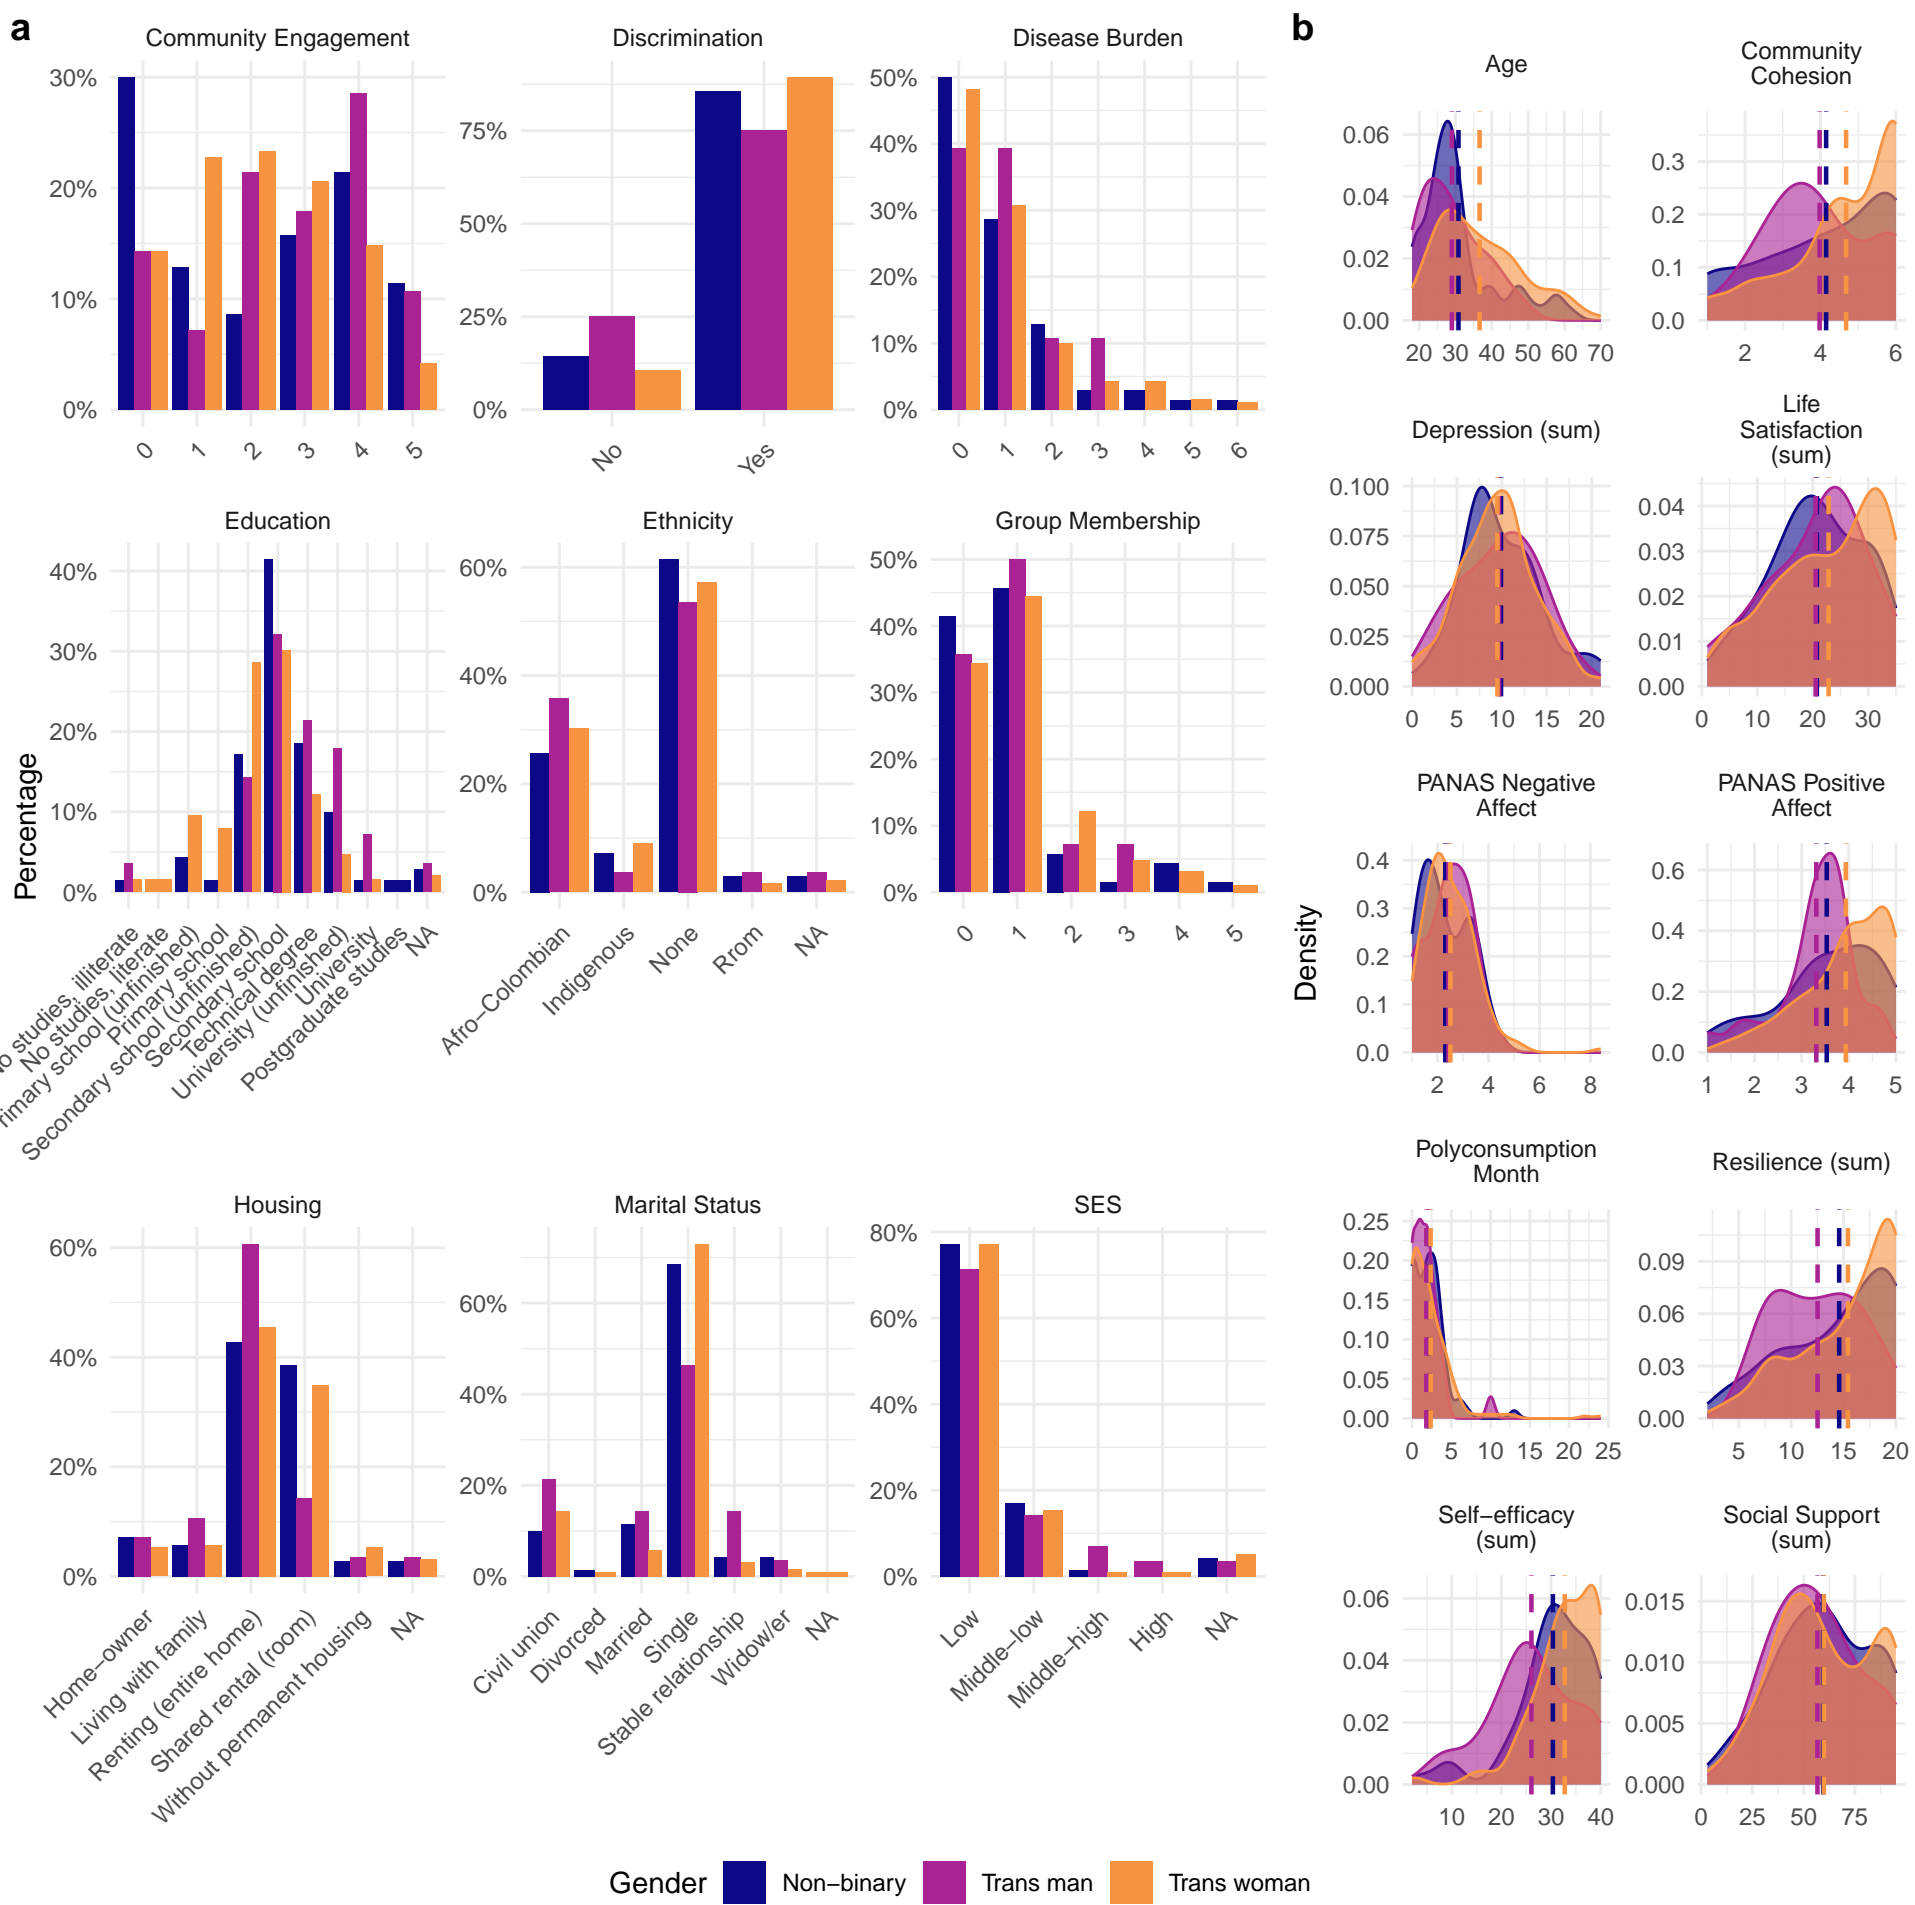 a
Community Engagement
Discrimination
Disease Burden
30%
20%
10%
0%
0 1 2 3 4 5
75%
50%
25%
0%
No Yes
50%
40%
30%
20%
10%
0%
0 1 2 3 4 5 6
Education
Ethnicity
Group Membership
Percentage
40%
30%
20%
10%
0%
No studies, literate
Primary school
Secondary school (unfinished)
Secondary school
Technical degree
University (unfinished)
University
Postgraduate studies
NA
60%
40%
20%
0%
Afro−Colombian
Indigenous
None
Rrom
NA
50%
40%
30%
20%
10%
0%
0 1 2 3 4 5
Housing
Marital Status
SES
60%
40%
20%
0%
Home−owner
Living with family
Renting (entire home)
Shared rental (room)
Without permanent housing
NA
60%
40%
20%
0%
Civil union
Divorced
Married
Single
Stable relationship
Widow/er
NA
80%
60%
40%
20%
0%
Low
Middle−low
Middle−high
High
NA
b
Density
Age
0.06
0.04
0.02
0.00
20 30 40 50 60 70
Community
Cohesion
0.3
0.2
0.1
0.0
2 4 6
Depression (sum)
0.100
0.075
0.050
0.025
0.000
0 5 10 15 20
Life
Satisfaction
(sum)
0.04
0.03
0.02
0.01
0.00
0 10 20 30
PANAS Negative
Affect
0.4
0.3
0.2
0.1
0.0
2 4 6 8
PANAS Positive
Affect
0.6
0.4
0.2
0.0
1 2 3 4 5
Polyconsumption
Month
0.25
0.20
0.15
0.10
0.05
0.00
0 5 10 15 20 25
Resilience (sum)
0.09
0.06
0.03
0.00
5 10 15 20
Self−efficacy
(sum)
0.06
0.04
0.02
0.00
10 20 30 40
Social Support
(sum)
0.015
0.010
0.005
0.000
0 25 50 75
Gender Non−binary Trans man Trans woman